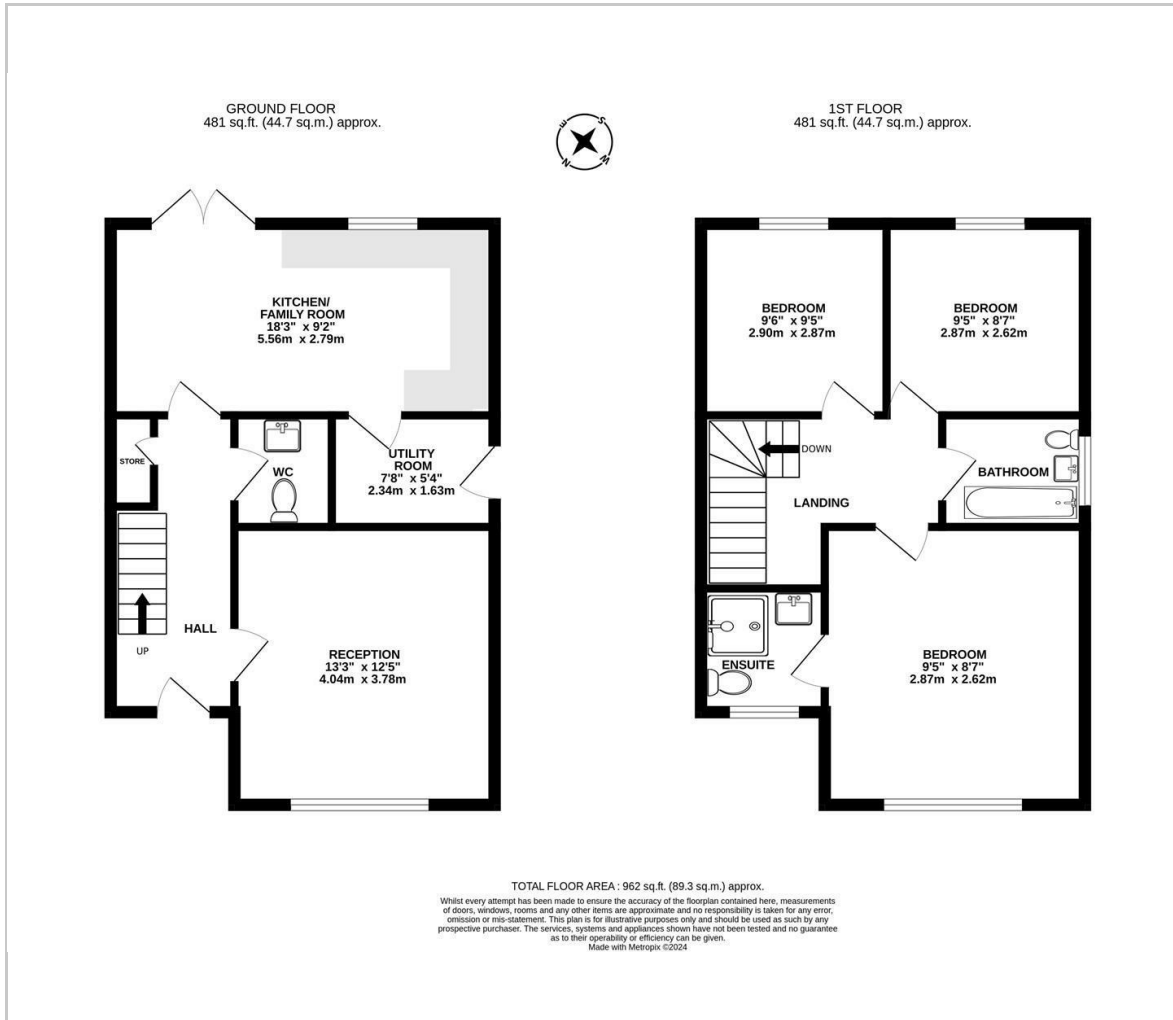 GROUND FLOOR
481 sq.ft. (44.7 sq.m.) approx.
1ST FLOOR
481 sq.ft. (44.7 sq.m.) approx.
E
S
N
W
KITCHEN/
FAMILY ROOM
18'3" x 9'2"
5.56m x 2.79m
STORE
WC
UTILITY
ROOM
7'8" x 5'4"
2.34m x 1.63m
HALL
UP
RECEPTION
13'3" x 12'5"
4.04m x 3.78m
BEDROOM
9'6" x 9'5"
2.90m x 2.87m
BEDROOM
9'5" x 8'7"
2.87m x 2.62m
DOWN
LANDING
BATHROOM
ENSUITE
BEDROOM
9'5" x 8'7"
2.87m x 2.62m
TOTAL FLOOR AREA : 962 sq.ft. (89.3 sq.m.) approx.
Whilst every attempt has been made to ensure the accuracy of the floorplan contained here, measurements
of doors, windows, rooms and any other items are approximate and no responsibility is taken for any error,
omission or mis-statement. This plan is for illustrative purposes only and should be used as such by any
prospective purchaser. The services, systems and appliances shown have not been tested and no guarantee
as to their operability or efficiency can be given.
Made with Metropix ©2024